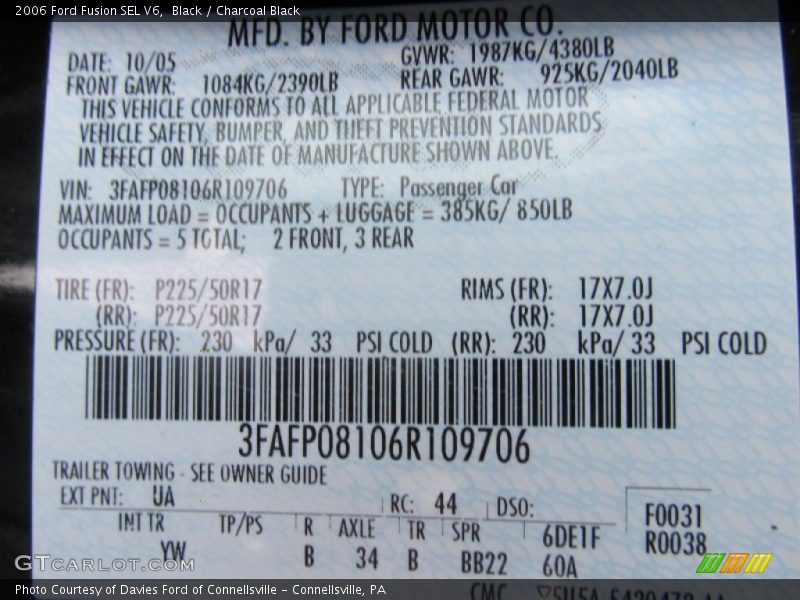 2006 Ford Fusion SEL V6, Black / Charcoal Black
MFD. BY FORD MOTOR CO.
DATE: 10/05 GVWR: 1987KG/4380LB
FRONT GAWR: 1084KG/2390LB REAR GAWR: 925KG/2040LB
THIS VEHICLE CONFORMS TO ALL APPLICABLE FEDERAL MOTOR
VEHICLE SAFETY, BUMPER, AND THEFT PREVENTION STANDARDS
IN EFFECT ON THE DATE OF MANUFACTURE SHOWN ABOVE.
VIN: 3FAFP08106R109706 TYPE: Passenger Car
MAXIMUM LOAD = OCCUPANTS + LUGGAGE = 385KG/ 850LB
OCCUPANTS = 5 TOTAL; 2 FRONT, 3 REAR
TIRE (FR): P225/50R17 RIMS (FR): 17X7.0J
(RR): P225/50R17 (RR): 17X7.0J
PRESSURE (FR): 230 kPa/ 33 PSI COLD (RR): 230 kPa/ 33 PSI COLD
3FAFP08106R109706
TRAILER TOWING - SEE OWNER GUIDE
EXT PNT: UA RC: 44 DSO: F0031
INT TR TP/PS R AXLE TR SPR 6DE1F R0038
YW B 34 B BB22 60A
GTCARLOT.COM
CMC
Photo Courtesy of Davies Ford of Connellsville - Connellsville, PA